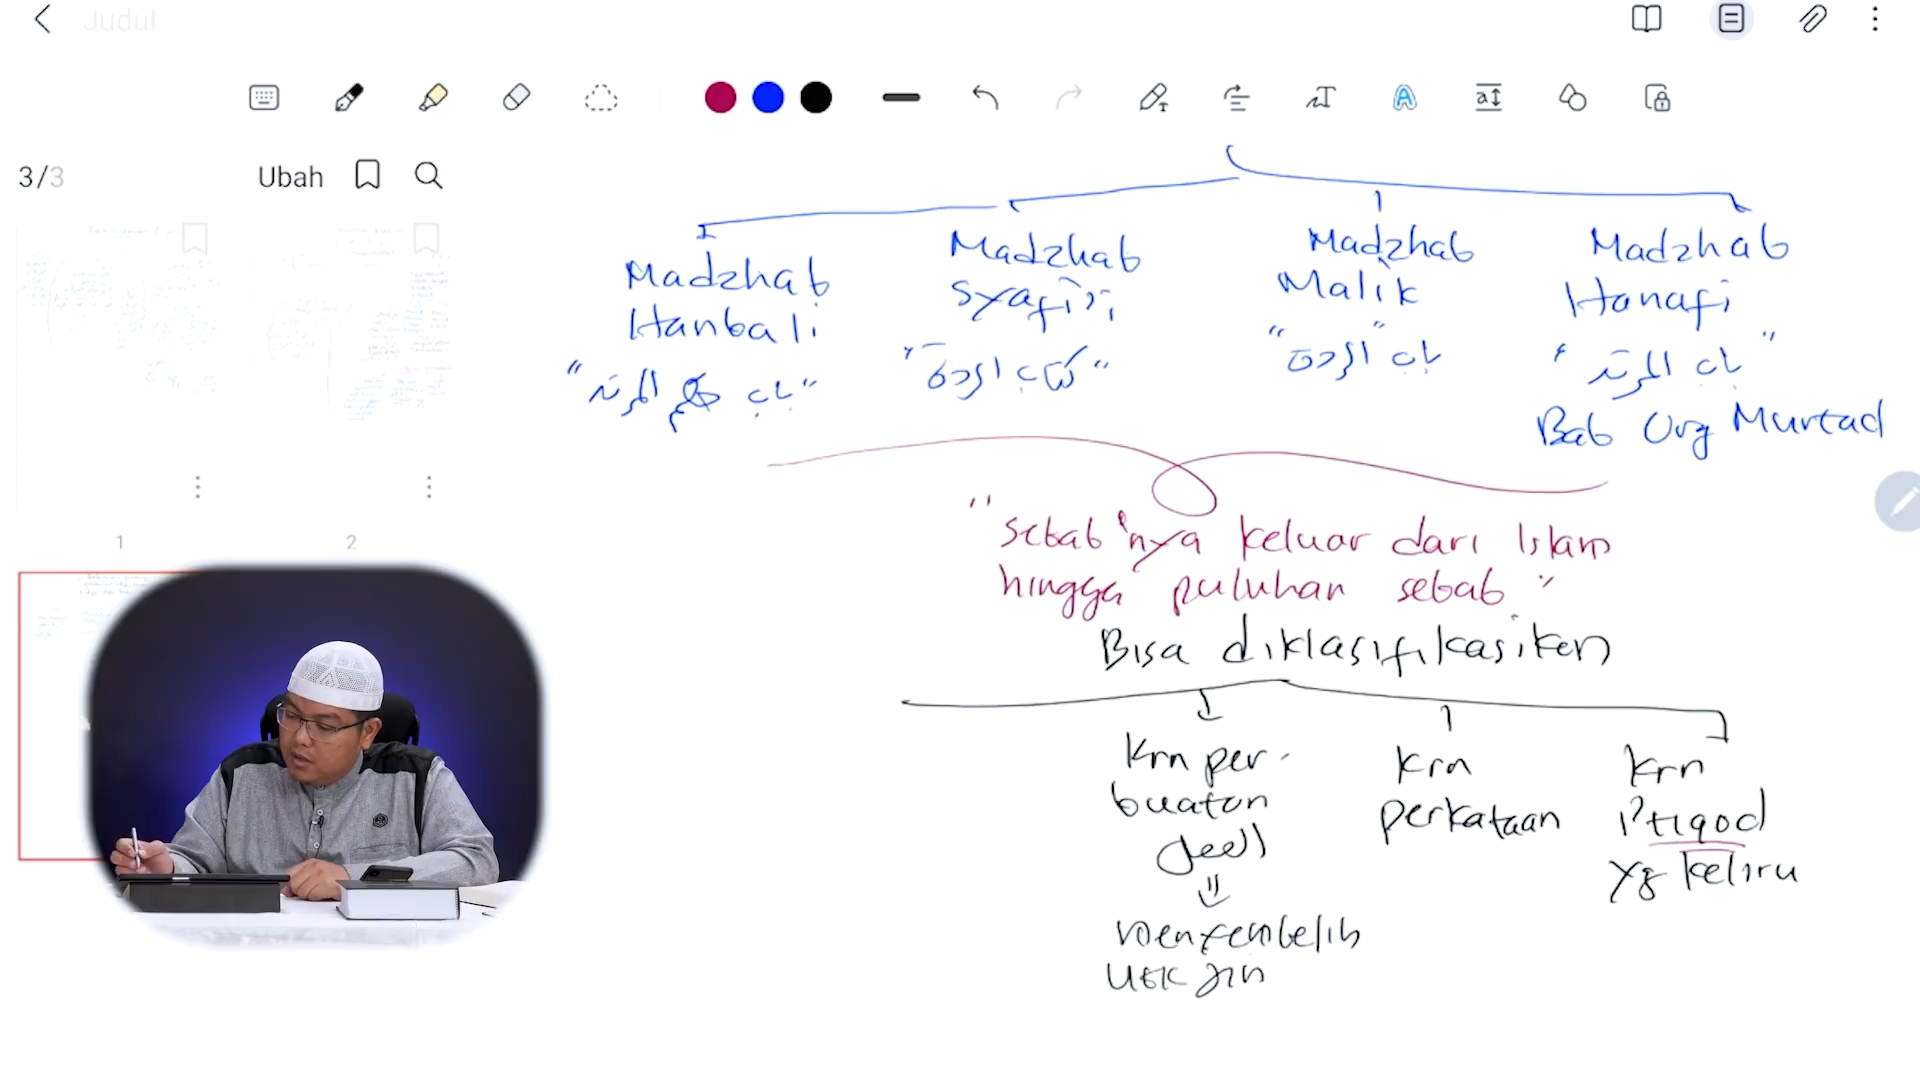 Judul
3/3
Ubah
Madzhab
Hanbali
"باب حكم المرتد"
Madzhab
Syafi'i
"كتاب الردة"
Madzhab
Malik
باب "الردة"
Madzhab
Hanafi
"باب المرتد"
Bab Org Murtad
"sebab"nya keluar dari Islam
hingga puluhan sebab"
Bisa diklasifikasikan
krn per-
buatan
menyembelih
utk jin
krn
perkataan
krn
i'tiqod
yg keliru
1
2